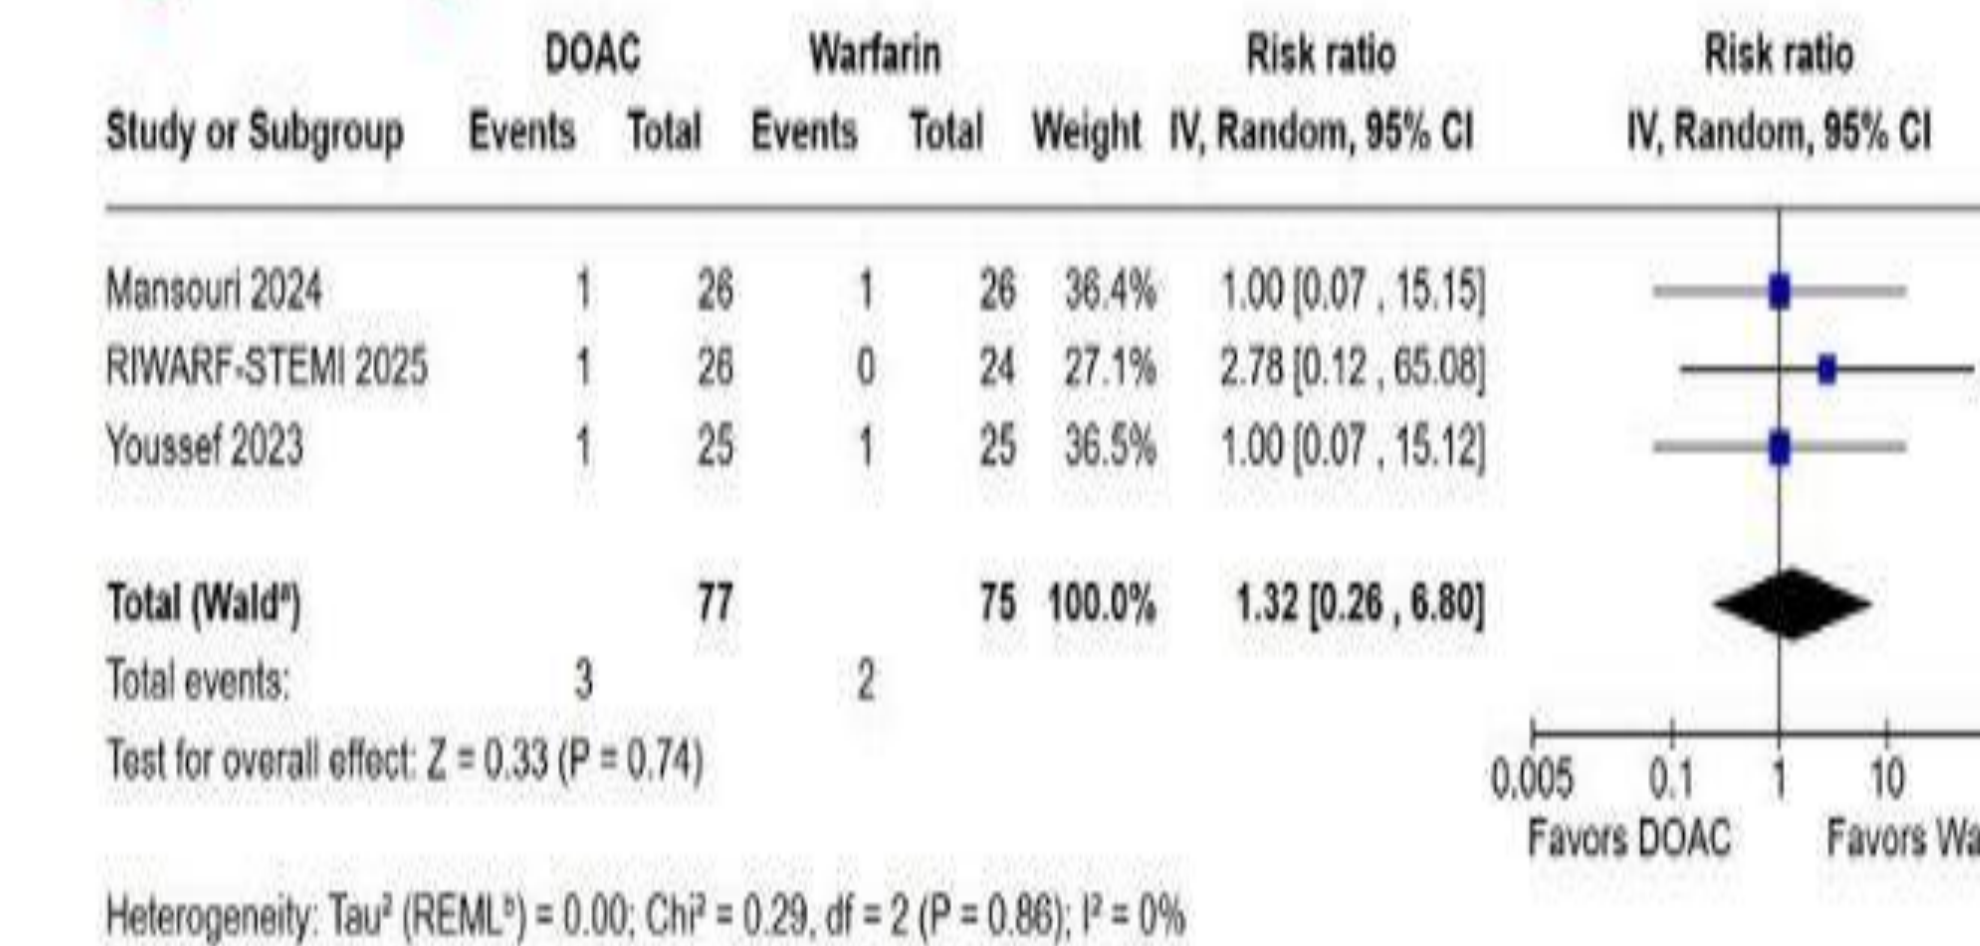 DOAC Warfarin Risk ratio Risk ratio
Study or Subgroup Events Total Events Total Weight IV, Random, 95% CI IV, Random, 95% CI
Mansouri 2024 1 26 1 26 36.4% 1.00 [0.07 , 15.15]
RIWARF-STEMI 2025 1 26 0 24 27.1% 2.78 [0.12 , 65.08]
Youssef 2023 1 25 1 25 36.5% 1.00 [0.07 , 15.12]
Total (Waldᵃ) 77 75 100.0% 1.32 [0.26 , 6.80]
Total events: 3 2
Test for overall effect: Z = 0.33 (P = 0.74)
0.005 0.1 1 10
Favors DOAC Favors Wa
Heterogeneity: Tau² (REMLᵇ) = 0.00; Chi² = 0.29, df = 2 (P = 0.86); I² = 0%